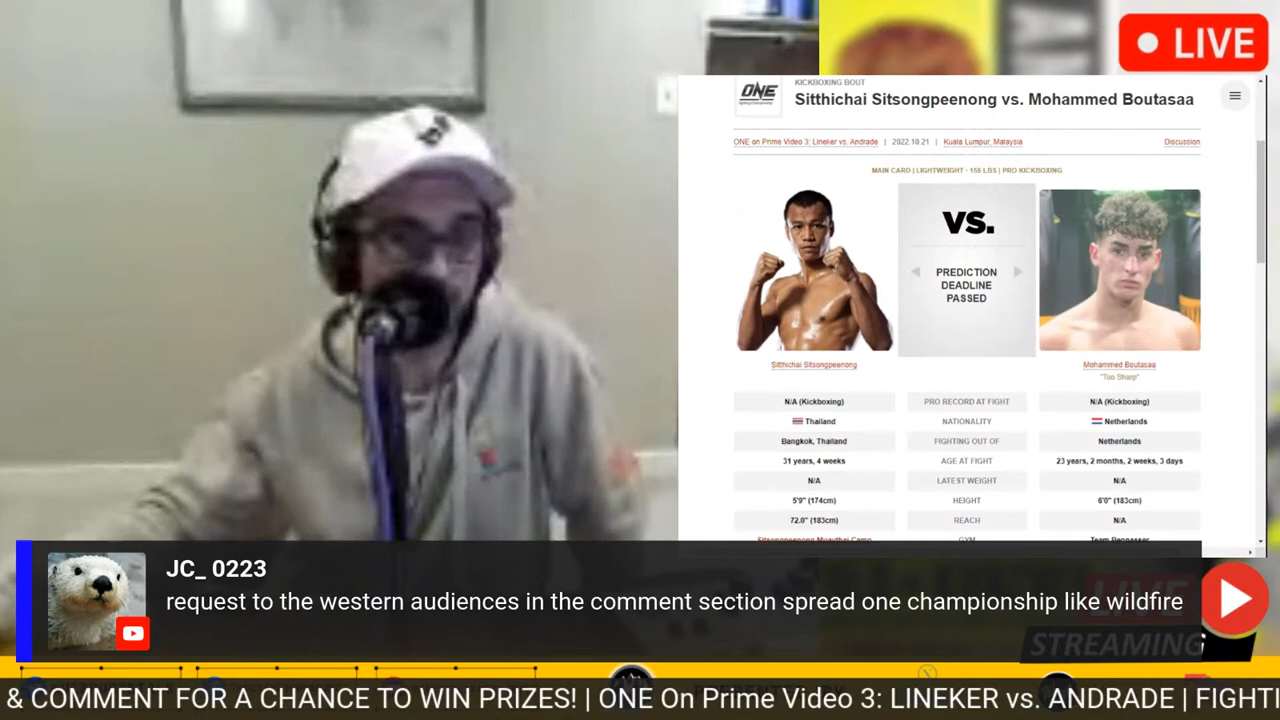 LIVE
KICKBOXING BOUT
ONE
Sitthichai Sitsongpeenong vs. Mohammed Boutasaa
ONE on Prime Video 3: Lineker vs. Andrade | 2022.10.21 | Kuala Lumpur, Malaysia
Discussion
MAIN CARD | LIGHTWEIGHT · 155 LBS | PRO KICKBOXING
VS.
PREDICTION
DEADLINE
PASSED
Sitthichai Sitsongpeenong
Mohammed Boutasaa
"Too Sharp"
N/A (Kickboxing) PRO RECORD AT FIGHT N/A (Kickboxing)
Thailand NATIONALITY Netherlands
Bangkok, Thailand FIGHTING OUT OF Netherlands
31 years, 4 weeks AGE AT FIGHT 23 years, 2 months, 2 weeks, 3 days
N/A LATEST WEIGHT N/A
5'9" (174cm) HEIGHT 6'0" (183cm)
72.0" (183cm) REACH N/A
Sitsongpeenong Muaythai Camp GYM
JC_ 0223
request to the western audiences in the comment section spread one championship like wildfire
LIVE
STREAMING
& COMMENT FOR A CHANCE TO WIN PRIZES! | ONE On Prime Video 3: LINEKER vs. ANDRADE | FIGHTI